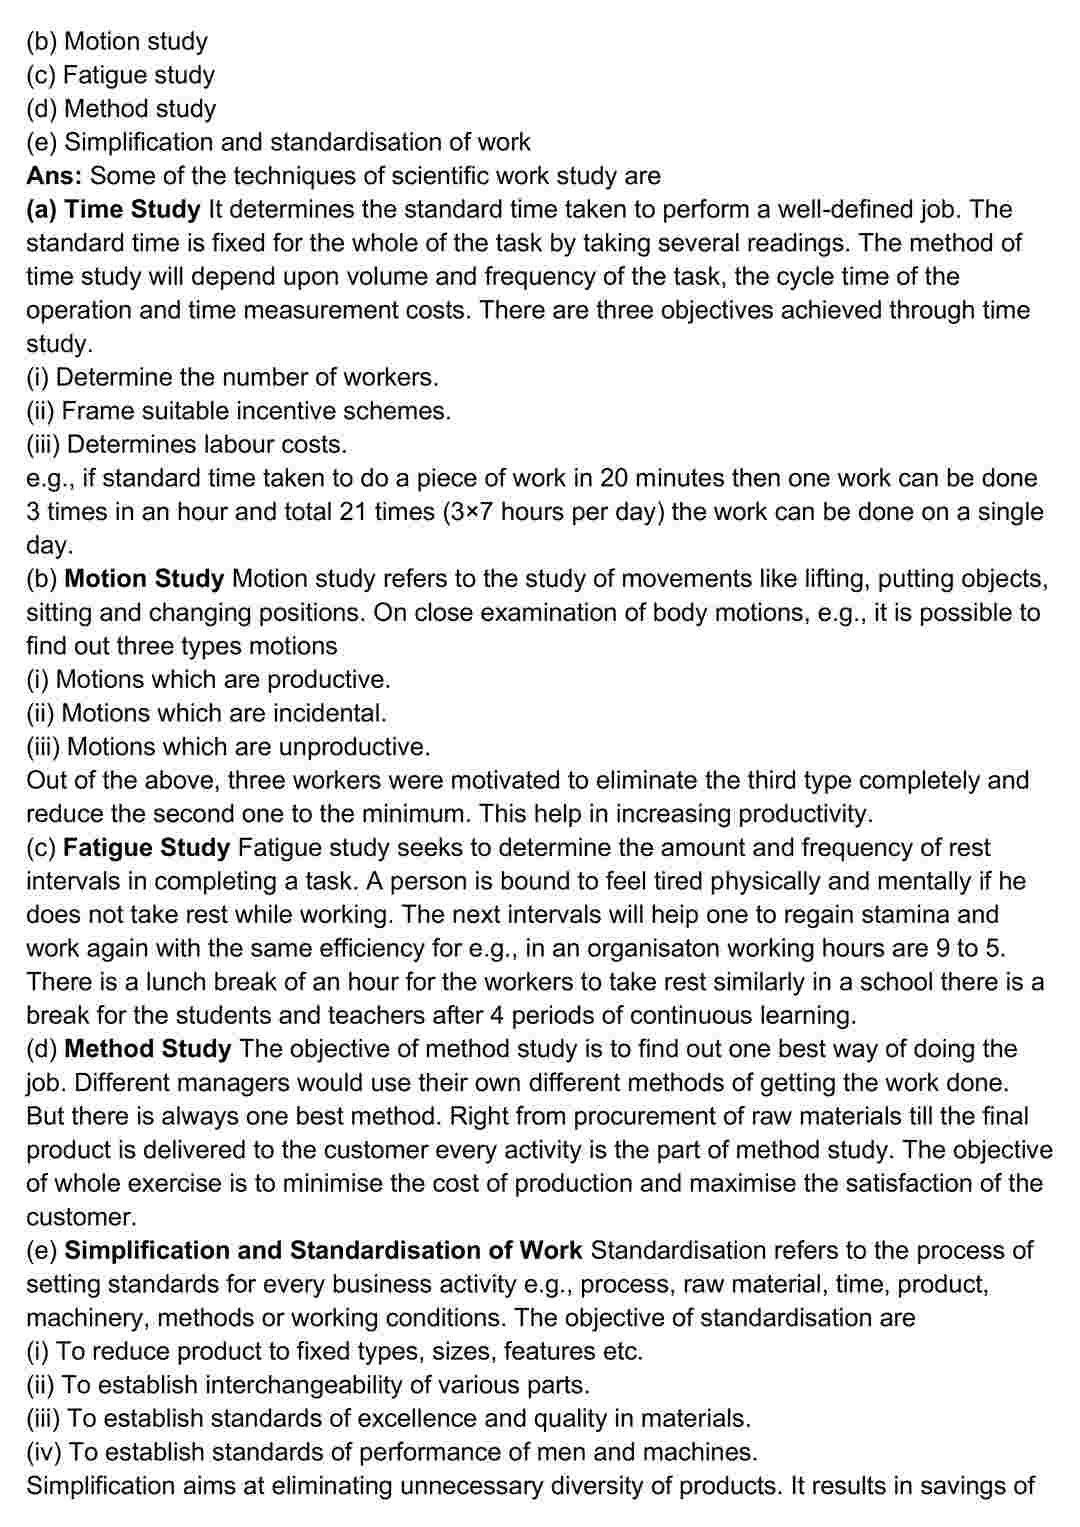 (b) Motion study
(c) Fatigue study
(d) Method study
(e) Simplification and standardisation of work
Ans: Some of the techniques of scientific work study are
(a) Time Study It determines the standard time taken to perform a well-defined job. The
standard time is fixed for the whole of the task by taking several readings. The method of
time study will depend upon volume and frequency of the task, the cycle time of the
operation and time measurement costs. There are three objectives achieved through time
study.
(i) Determine the number of workers.
(ii) Frame suitable incentive schemes.
(iii) Determines labour costs.
e.g., if standard time taken to do a piece of work in 20 minutes then one work can be done
3 times in an hour and total 21 times (3×7 hours per day) the work can be done on a single
day.
(b) Motion Study Motion study refers to the study of movements like lifting, putting objects,
sitting and changing positions. On close examination of body motions, e.g., it is possible to
find out three types motions
(i) Motions which are productive.
(ii) Motions which are incidental.
(iii) Motions which are unproductive.
Out of the above, three workers were motivated to eliminate the third type completely and
reduce the second one to the minimum. This help in increasing productivity.
(c) Fatigue Study Fatigue study seeks to determine the amount and frequency of rest
intervals in completing a task. A person is bound to feel tired physically and mentally if he
does not take rest while working. The next intervals will heip one to regain stamina and
work again with the same efficiency for e.g., in an organisaton working hours are 9 to 5.
There is a lunch break of an hour for the workers to take rest similarly in a school there is a
break for the students and teachers after 4 periods of continuous learning.
(d) Method Study The objective of method study is to find out one best way of doing the
job. Different managers would use their own different methods of getting the work done.
But there is always one best method. Right from procurement of raw materials till the final
product is delivered to the customer every activity is the part of method study. The objective
of whole exercise is to minimise the cost of production and maximise the satisfaction of the
customer.
(e) Simplification and Standardisation of Work Standardisation refers to the process of
setting standards for every business activity e.g., process, raw material, time, product,
machinery, methods or working conditions. The objective of standardisation are
(i) To reduce product to fixed types, sizes, features etc.
(ii) To establish interchangeability of various parts.
(iii) To establish standards of excellence and quality in materials.
(iv) To establish standards of performance of men and machines.
Simplification aims at eliminating unnecessary diversity of products. It results in savings of